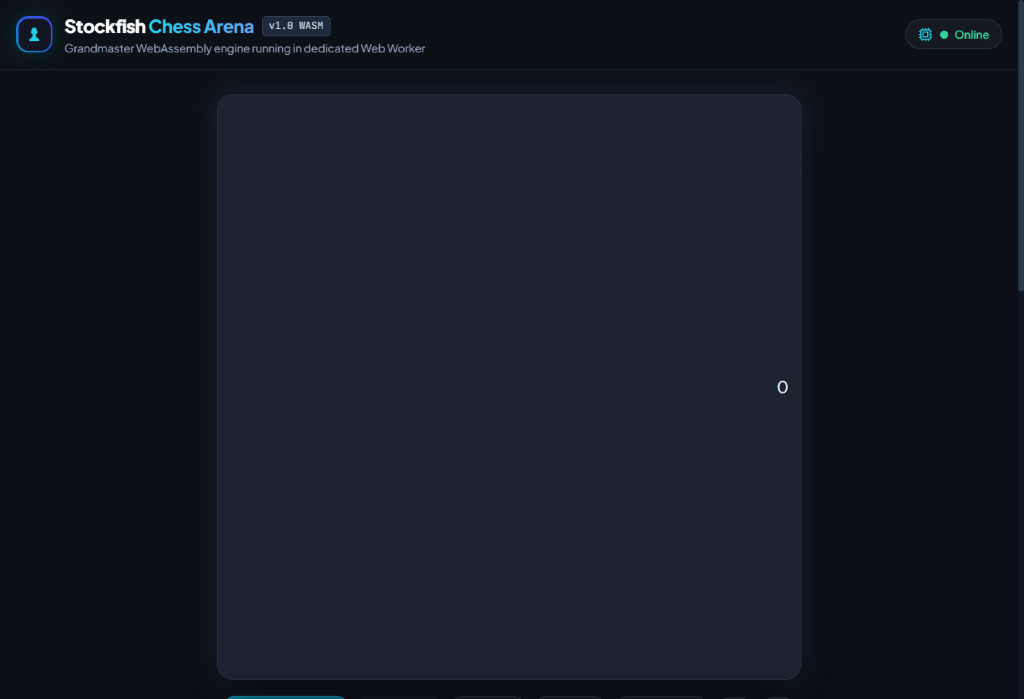 Stockfish Chess Arena v1.0 WASM
Grandmaster WebAssembly engine running in dedicated Web Worker
Online
0